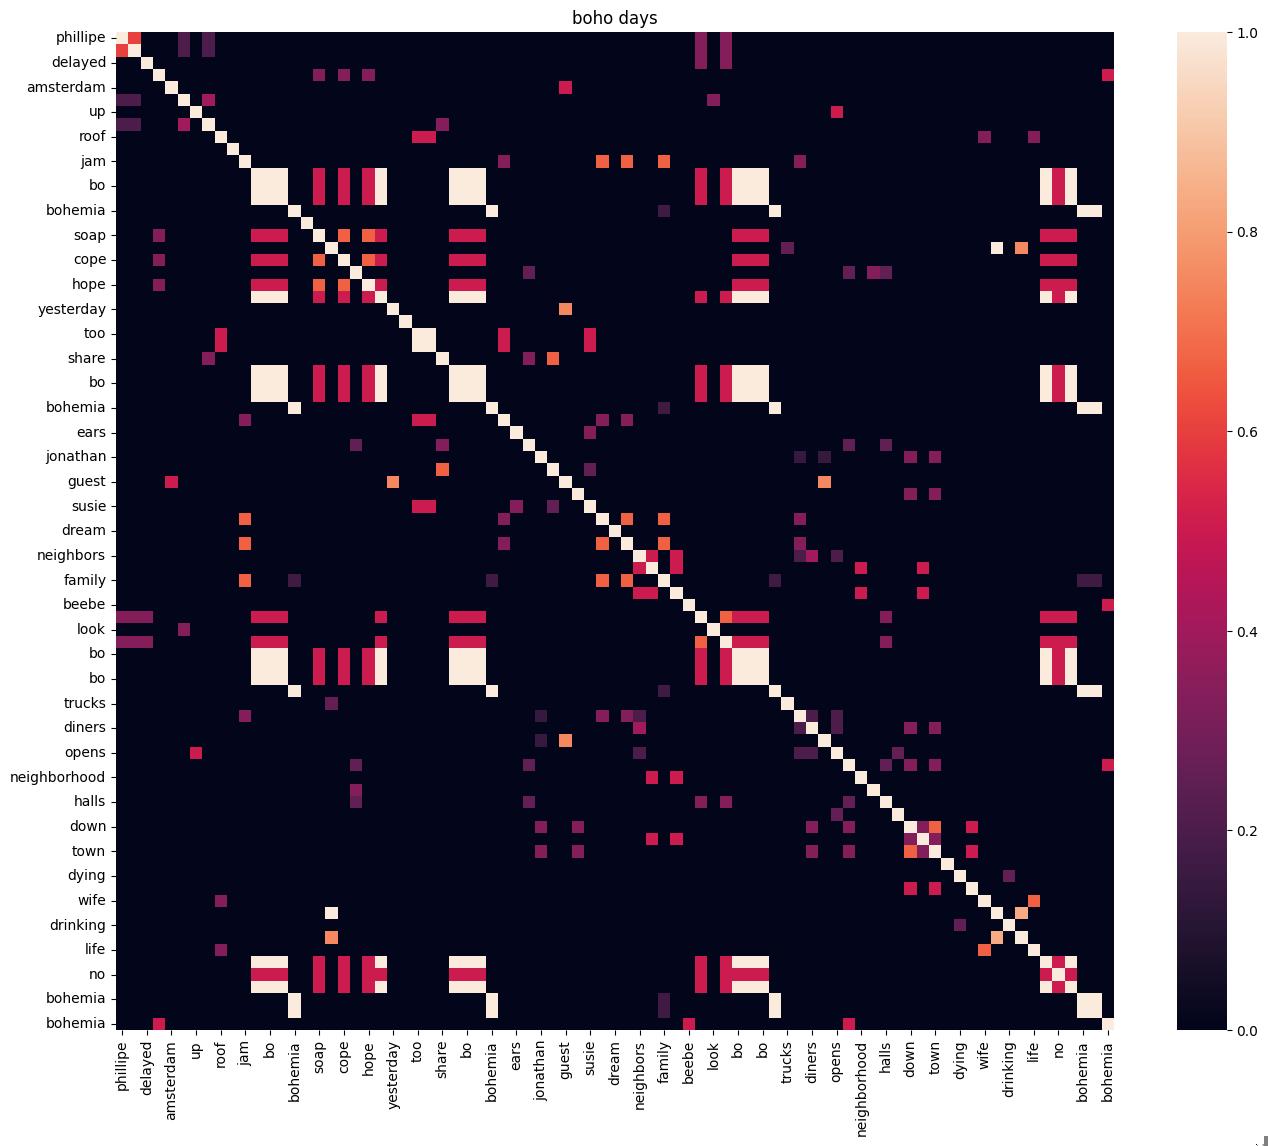 boho days
phillipe
delayed
amsterdam
up
roof
jam
bo
bohemia
soap
cope
hope
yesterday
too
share
bo
bohemia
ears
jonathan
guest
susie
dream
neighbors
family
beebe
look
bo
bo
trucks
diners
opens
neighborhood
halls
down
town
dying
wife
drinking
life
no
bohemia
bohemia
1.0
0.8
0.6
0.4
0.2
0.0
phillipe
delayed
amsterdam
up
roof
jam
bo
bohemia
soap
cope
hope
yesterday
too
share
bo
bohemia
ears
jonathan
guest
susie
dream
neighbors
family
beebe
look
bo
bo
trucks
diners
opens
neighborhood
halls
down
town
dying
wife
drinking
life
no
bohemia
bohemia